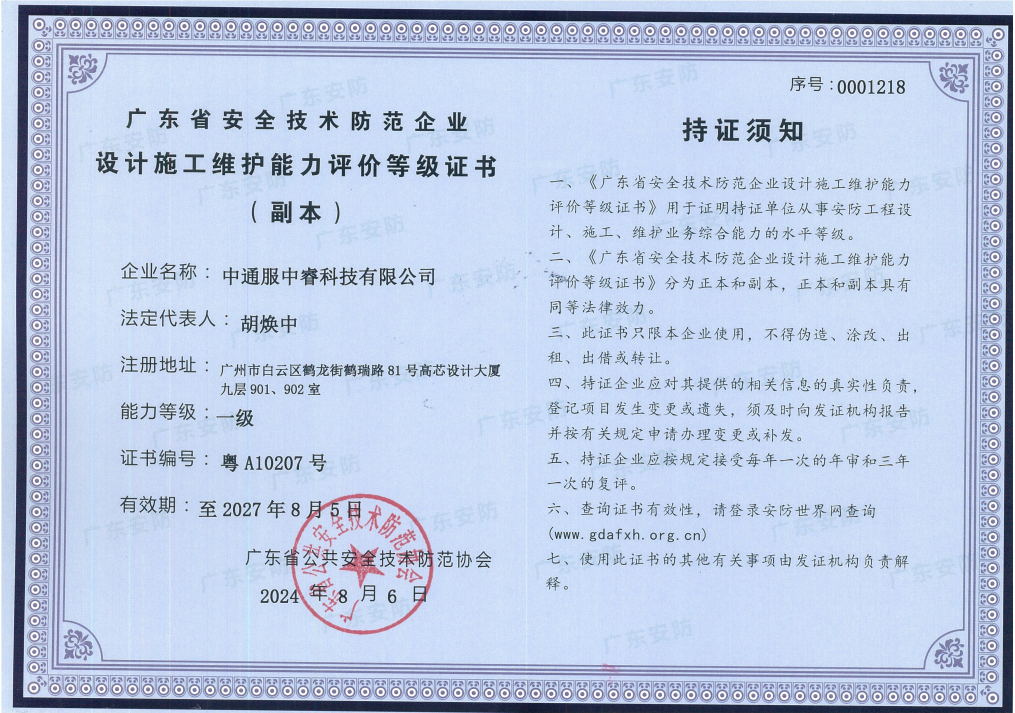 广东省安全技术防范企业
设计施工维护能力评价等级证书
（副本）
企业名称：中通服中睿科技有限公司
法定代表人：胡焕中
注册地址：广州市白云区鹤龙街鹤瑞路81号高芯设计大厦
九层901、902室
能力等级：一级
证书编号：粤A10207号
有效期：至2027年8月5日
广东省公共安全技术防范协会
2024年8月6日
广东省公共安全技术防范协会
序号：0001218
持证须知
一、《广东省安全技术防范企业设计施工维护能力
评价等级证书》用于证明持证单位从事安防工程设
计、施工、维护业务综合能力的水平等级。
二、《广东省安全技术防范企业设计施工维护能力
评价等级证书》分为正本和副本，正本和副本具有
同等法律效力。
三、此证书只限本企业使用，不得伪造、涂改、出
租、出借或转让。
四、持证企业应对其提供的相关信息的真实性负责，
登记项目发生变更或遗失，须及时向发证机构报告
并按有关规定申请办理变更或补发。
五、持证企业应按规定接受每年一次的年审和三年
一次的复评。
六、查询证书有效性，请登录安防世界网查询
(www.gdafxh.org.cn)
七、使用此证书的其他有关事项由发证机构负责解
释。
广东安防